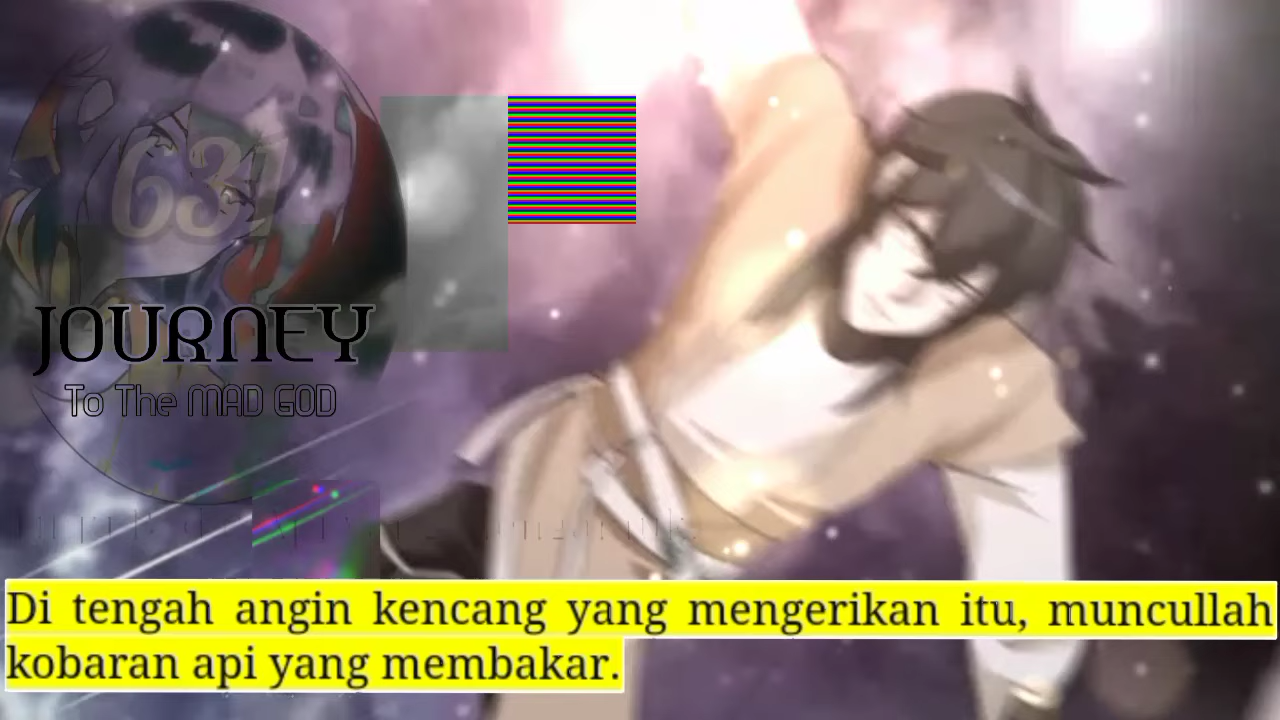 631
JOURNEY
To The MAD GOD
Di tengah angin kencang yang mengerikan itu, muncullah
kobaran api yang membakar.